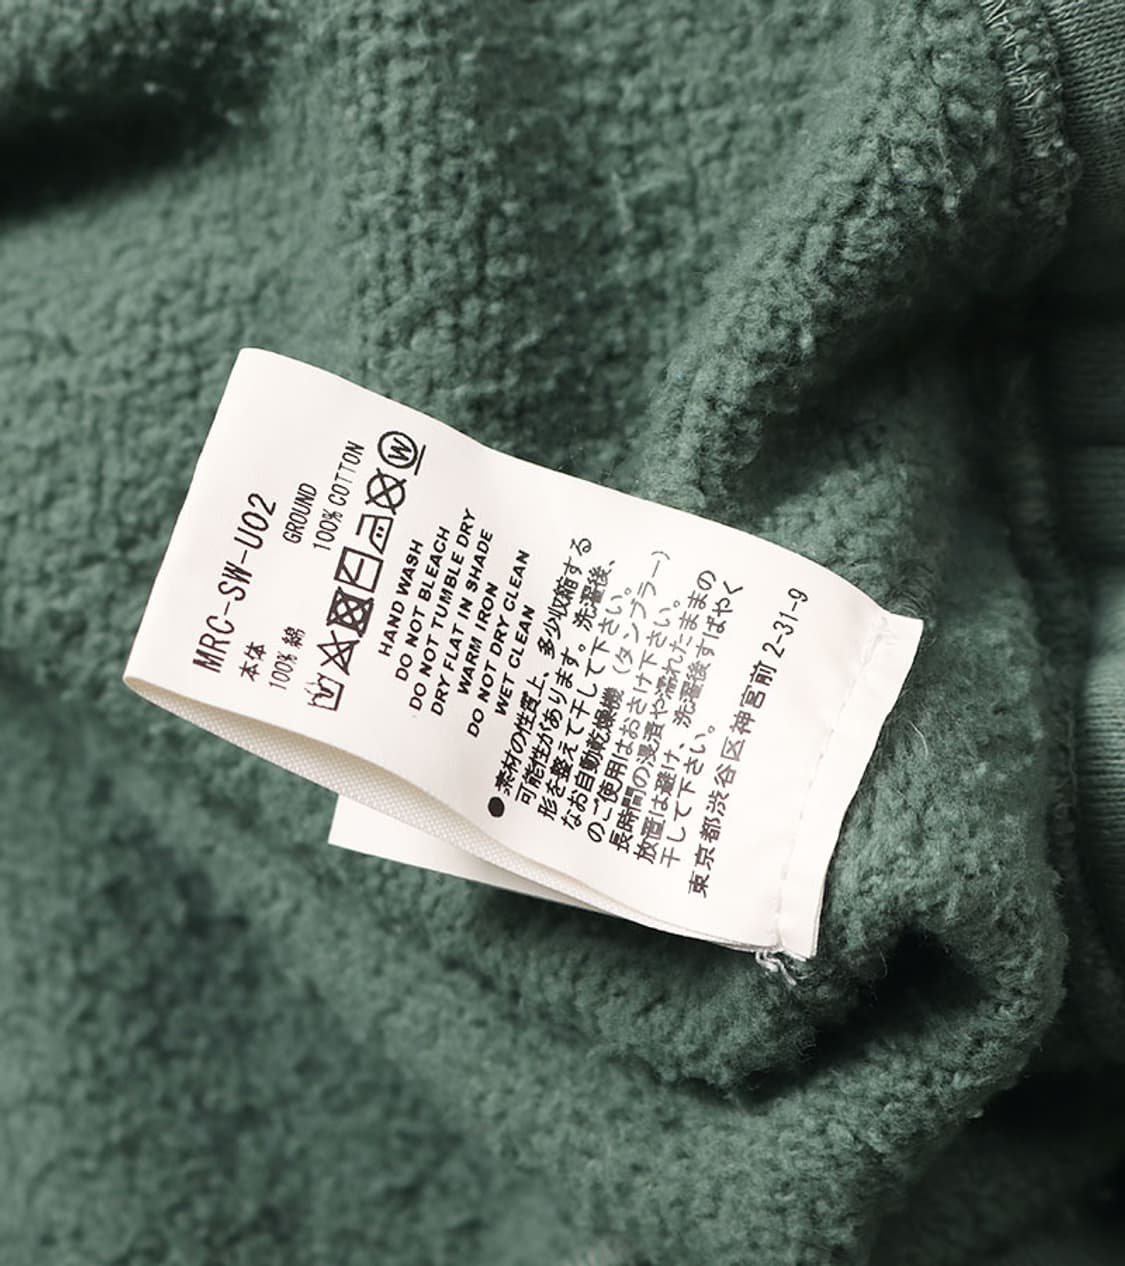 MRC-SW-U02
本体 GROUND
100% 綿 100% COTTON
W
HAND WASH
DO NOT BLEACH
DO NOT TUMBLE DRY
DRY FLAT IN SHADE
WARM IRON
DO NOT DRY CLEAN
WET CLEAN
●素材の性質上、多少収縮する
可能性があります。洗濯後、
形を整えて干して下さい。
なお自動乾燥機（タンブラー）
のご使用はおさけ下さい。
長時間の浸漬や濡れたままの
放置は避け、洗濯後すばやく
干して下さい。
東京都渋谷区神宮前 2-31-9